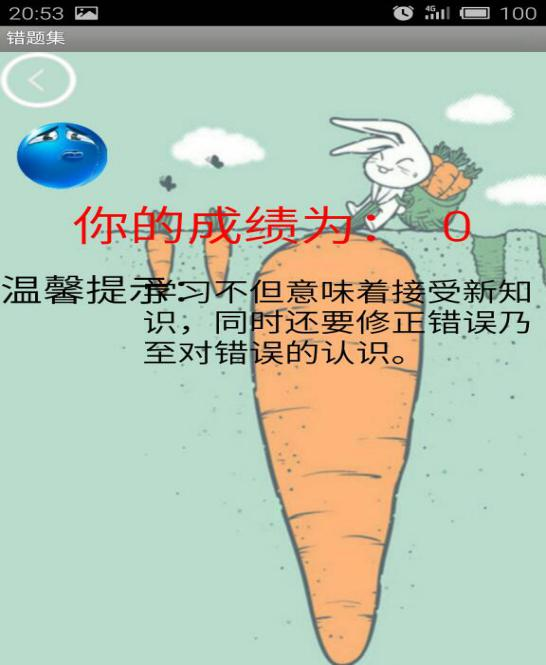 20:53 4G 100
错题集
你的成绩为： 0
温馨提示：学习不但意味着接受新知
识，同时还要修正错误乃
至对错误的认识。